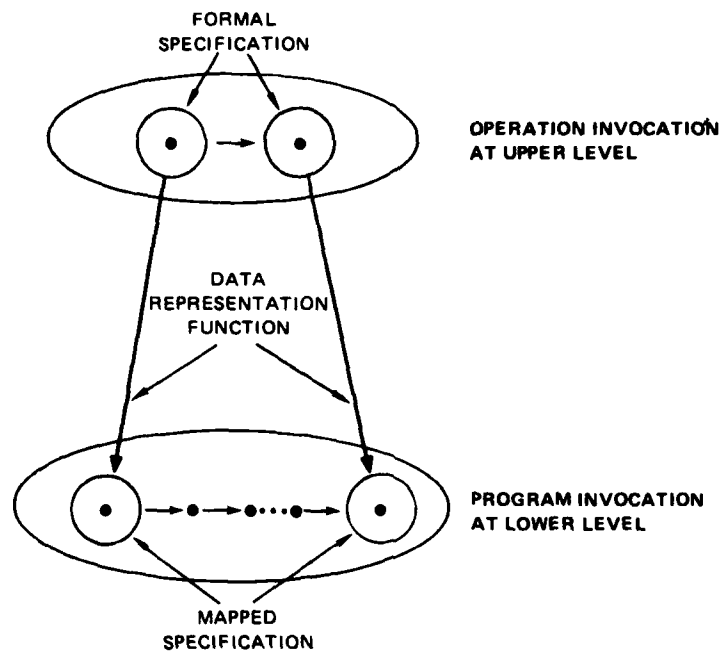 FORMAL
SPECIFICATION
OPERATION INVOCATION
AT UPPER LEVEL
DATA
REPRESENTATION
FUNCTION
PROGRAM INVOCATION
AT LOWER LEVEL
MAPPED
SPECIFICATION